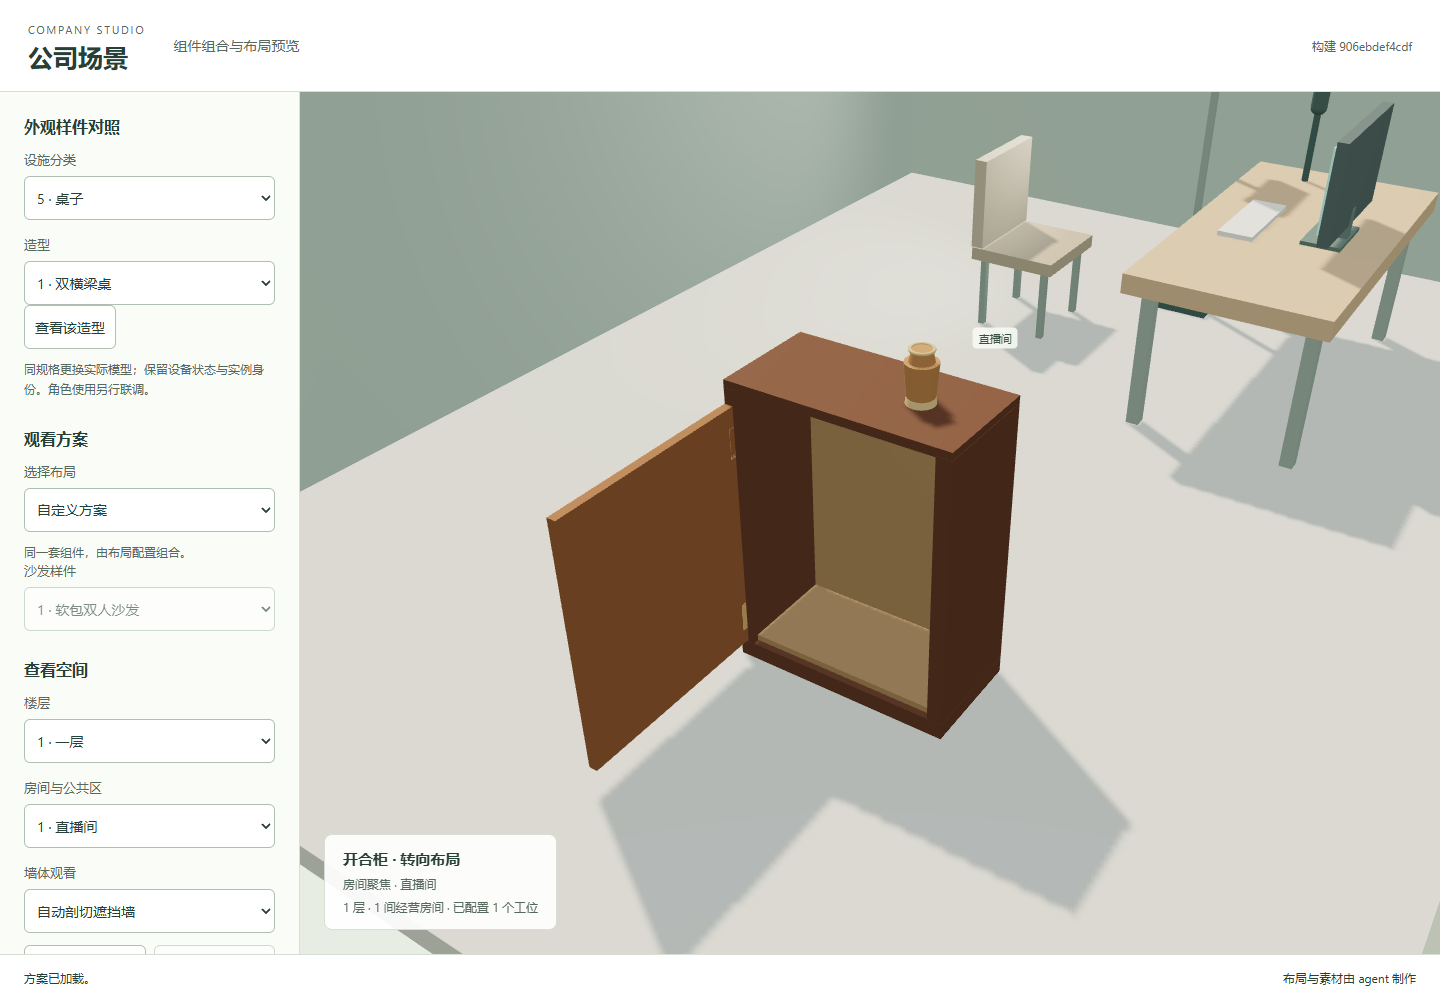 COMPANY STUDIO
公司场景
组件组合与布局预览
构建 906ebdef4cdf
外观样件对照
设施分类
5 · 桌子
造型
1 · 双横梁桌
查看该造型
同规格更换实际模型；保留设备状态与实例身
份。角色使用另行联调。
观看方案
选择布局
自定义方案
同一套组件，由布局配置组合。
沙发样件
1 · 软包双人沙发
查看空间
楼层
1 · 一层
房间与公共区
1 · 直播间
墙体观看
自动剖切遮挡墙
直播间
开合柜 · 转向布局
房间聚焦 · 直播间
1 层 · 1 间经营房间 · 已配置 1 个工位
方案已加载。
布局与素材由 agent 制作